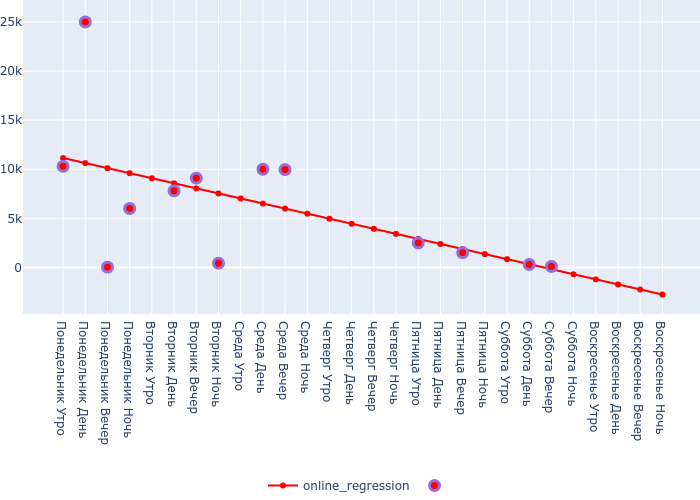 25k
20k
15k
10k
5k
0
Понедельник Утро
Понедельник День
Понедельник Вечер
Понедельник Ночь
Вторник Утро
Вторник День
Вторник Вечер
Вторник Ночь
Среда Утро
Среда День
Среда Вечер
Среда Ночь
Четверг Утро
Четверг День
Четверг Вечер
Четверг Ночь
Пятница Утро
Пятница День
Пятница Вечер
Пятница Ночь
Суббота Утро
Суббота День
Суббота Вечер
Суббота Ночь
Воскресенье Утро
Воскресенье День
Воскресенье Вечер
Воскресенье Ночь
online_regression